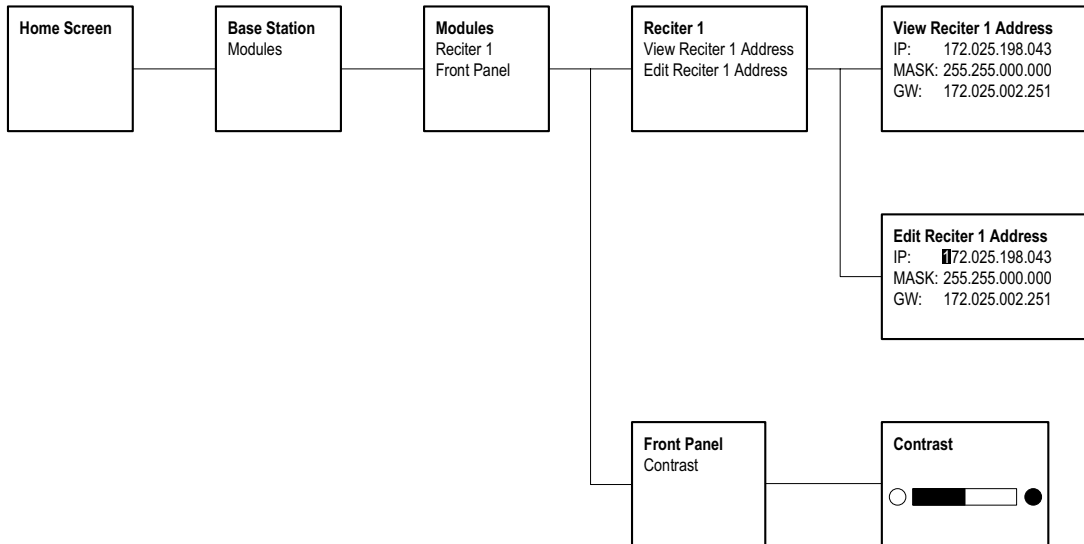 Home Screen
Base Station
Modules
Modules
Reciter 1
Front Panel
Reciter 1
View Reciter 1 Address
Edit Reciter 1 Address
View Reciter 1 Address
IP: 172.025.198.043
MASK: 255.255.000.000
GW: 172.025.002.251
Edit Reciter 1 Address
IP: 172.025.198.043
MASK: 255.255.000.000
GW: 172.025.002.251
Front Panel
Contrast
Contrast